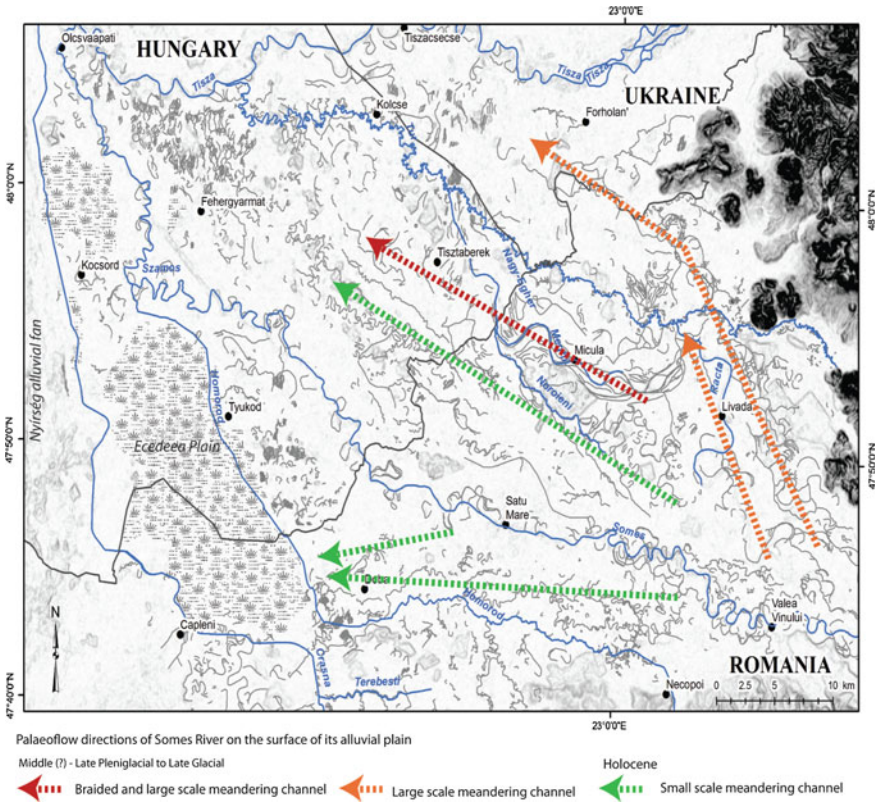 23°0'0"E
Olcsvaapati
HUNGARY
Tiszacsecse
Tisza
Tisza
Tisza
UKRAINE
Kolcse
Forholan'
48°0'0"N
48°0'0"N
Fehergyarmat
Tisztaberek
Kocsord
Szamos
Nagy-Eghe
Micula
Neroieni
Nyírség alluvial fan
Homorod
Tyukod
Livada
Ecedeen Plain
47°50'0"N
47°50'0"N
Satu
Mare
Somes
Doba
Homorod
Valea
Vinului
N
Capleni
Crasna
Terebesti
ROMANIA
Necopoi
0 2.5 5 10 km
47°40'0"N
23°0'0"E
Palaeoflow directions of Somes River on the surface of its alluvial plain
Middle (?) - Late Pleniglacial to Late Glacial
Holocene
Braided and large scale meandering channel
Large scale meandering channel
Small scale meandering channel